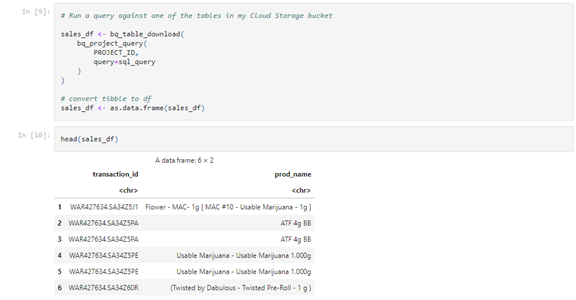 In [9]:
# Run a query against one of the tables in my Cloud Storage bucket
sales_df <- bq_table_download(
bq_project_query(
PROJECT_ID,
query=sql_query
)
)
# convert tibble to df
sales_df <- as.data.frame(sales_df)
In [10]:
head(sales_df)
A data.frame: 6 × 2
transaction_id prod_name
<chr> <chr>
1 WAR427634.SA34Z5J1 Flower - MAC- 1g [ MAC #10 - Usable Marijuana - 1g ]
2 WAR427634.SA34Z5PA ATF 4g BB
3 WAR427634.SA34Z5PA ATF 4g BB
4 WAR427634.SA34Z5PE Usable Marijuana - Usable Marijuana 1.000g
5 WAR427634.SA34Z5PE Usable Marijuana - Usable Marijuana 1.000g
6 WAR427634.SA34Z60R (Twisted by Dabulous - Twisted Pre-Roll - 1 g )